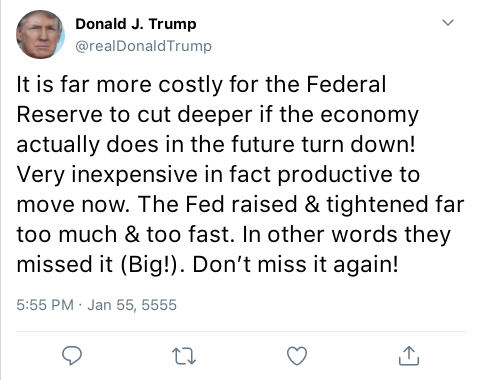 Donald J. Trump
@realDonaldTrump
It is far more costly for the Federal
Reserve to cut deeper if the economy
actually does in the future turn down!
Very inexpensive in fact productive to
move now. The Fed raised & tightened far
too much & too fast. In other words they
missed it (Big!). Don’t miss it again!
5:55 PM · Jan 55, 5555